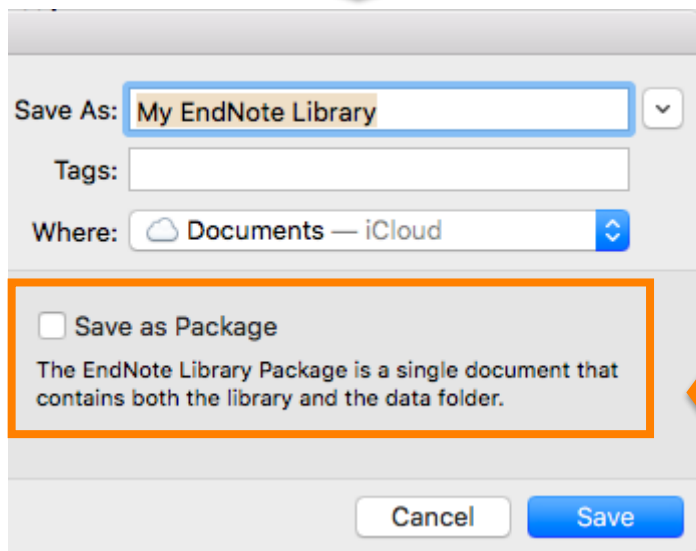 Save As: My EndNote Library
Tags:
Where: Documents — iCloud
Save as Package
The EndNote Library Package is a single document that
contains both the library and the data folder.
Cancel Save